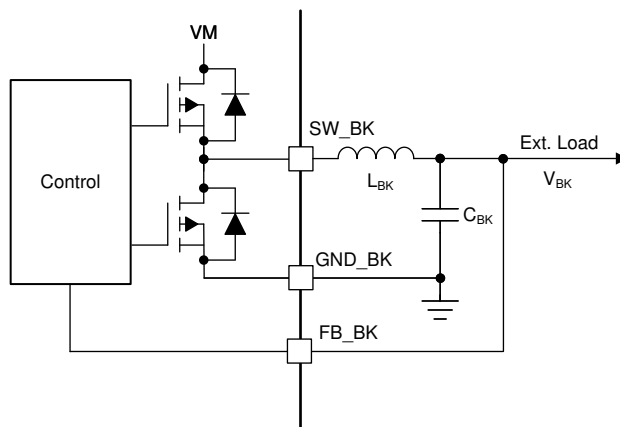 VM
SW_BK
Ext. Load
Control
L_BK
V_BK
C_BK
GND_BK
FB_BK